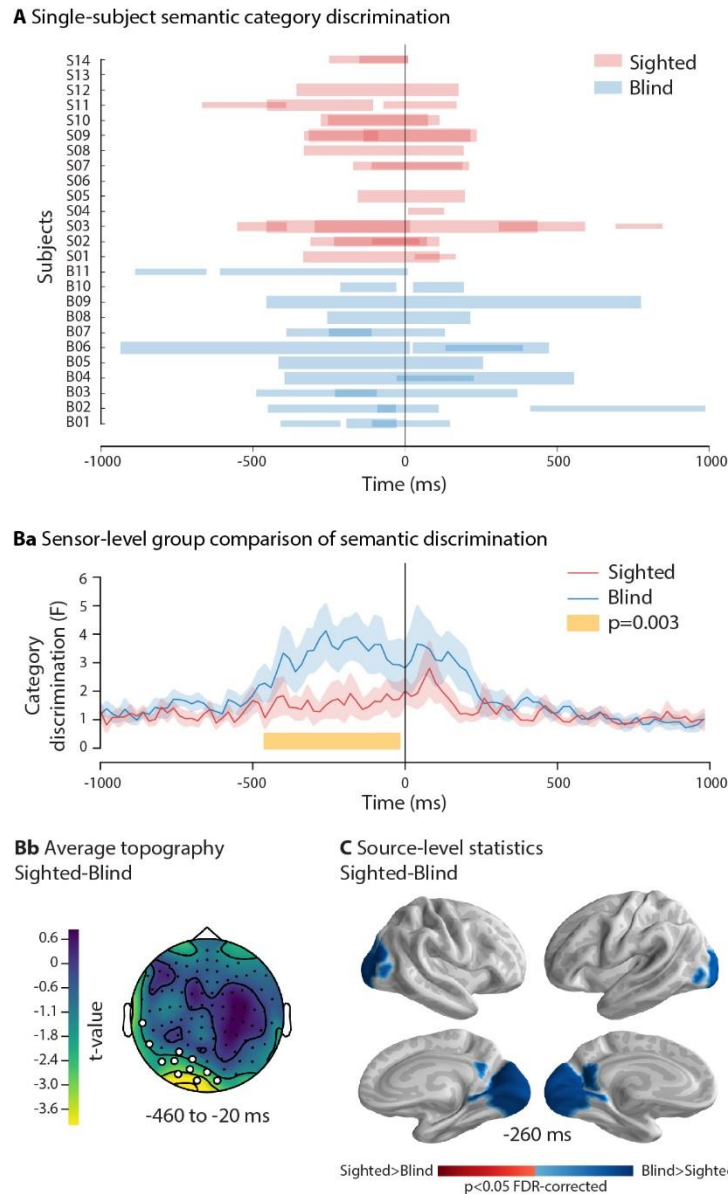 A Single-subject semantic category discrimination
Sighted
Blind
Subjects
S14
S13
S12
S11
S10
S09
S08
S07
S06
S05
S04
S03
S02
S01
B11
B10
B09
B08
B07
B06
B05
B04
B03
B02
B01
-1000 -500 0 500 1000
Time (ms)
Ba Sensor-level group comparison of semantic discrimination
Sighted
Blind
p=0.003
Category
discrimination (F)
6
5
4
3
2
1
0
-1000 -500 0 500 1000
Time (ms)
Bb Average topography
Sighted-Blind
0.6
0
-0.6
-1.1
-1.8
-2.4
-3.0
-3.6
t-value
-460 to -20 ms
C Source-level statistics
Sighted-Blind
-260 ms
Sighted>Blind Blind>Sighted
p<0.05 FDR-corrected